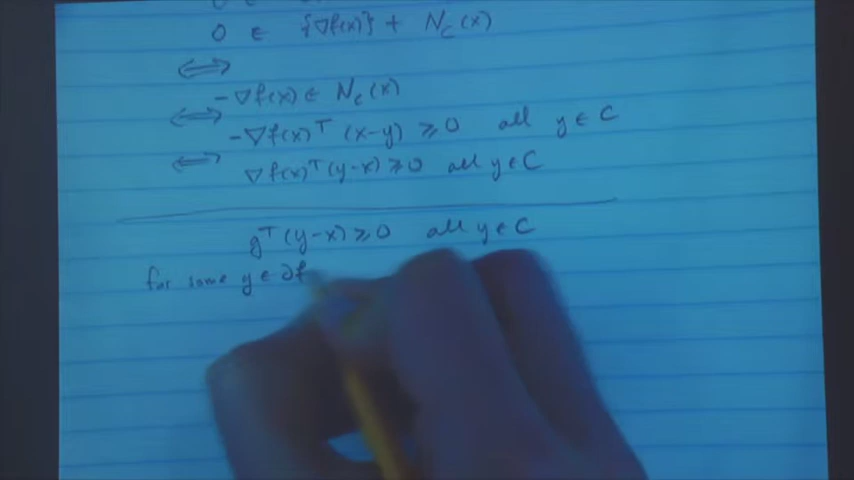 0 ∈ {∇f(x)} + N_C(x)
⟺
-∇f(x) ∈ N_C(x)
⟺ -∇f(x)^T (x-y) ≥ 0 all y ∈ C
⟺ ∇f(x)^T (y-x) ≥ 0 all y ∈ C
g^T (y-x) ≥ 0 all y ∈ C
for some y ∈ ∂f